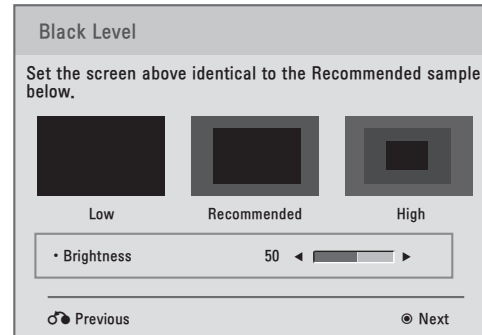 Black Level
Set the screen above identical to the Recommended sample
below.
Low Recommended High
• Brightness 50
Previous Next